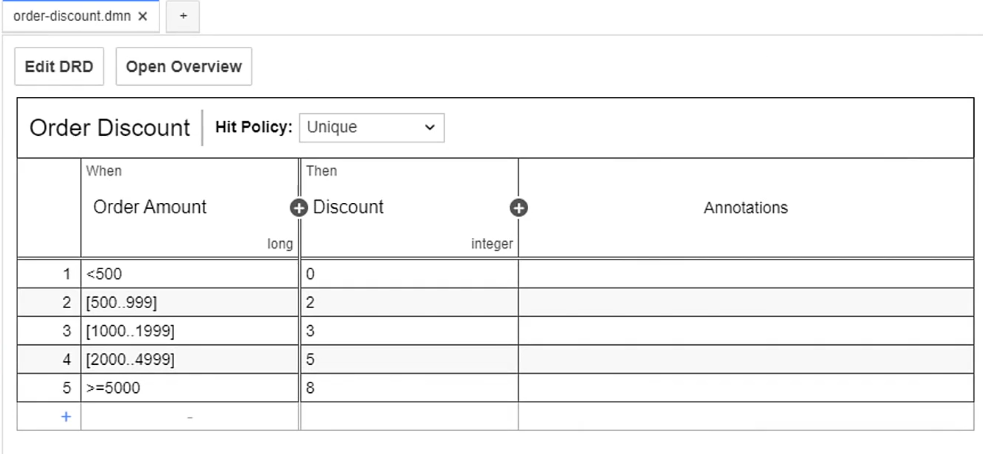 order-discount.dmn ✕ +
Edit DRD Open Overview
Order Discount Hit Policy: Unique
When Then
Order Amount + Discount + Annotations
long integer
1 <500 0
2 [500..999] 2
3 [1000..1999] 3
4 [2000..4999] 5
5 >=5000 8
+ -